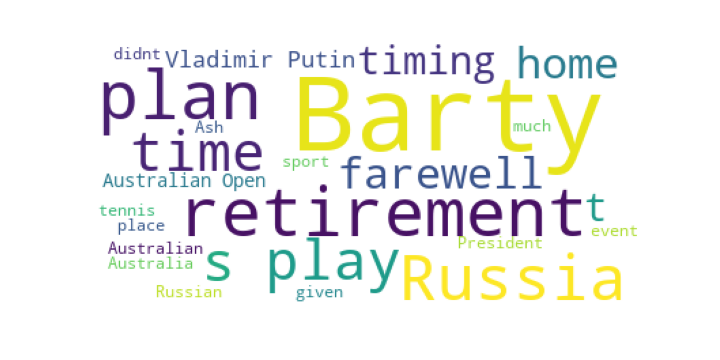 didnt Vladimir Putin timing home
plan Barty
Ash much
time sport farewell
Australian Open
tennis retirement t
place event
Australian s play President
Australia Russia
Russian given